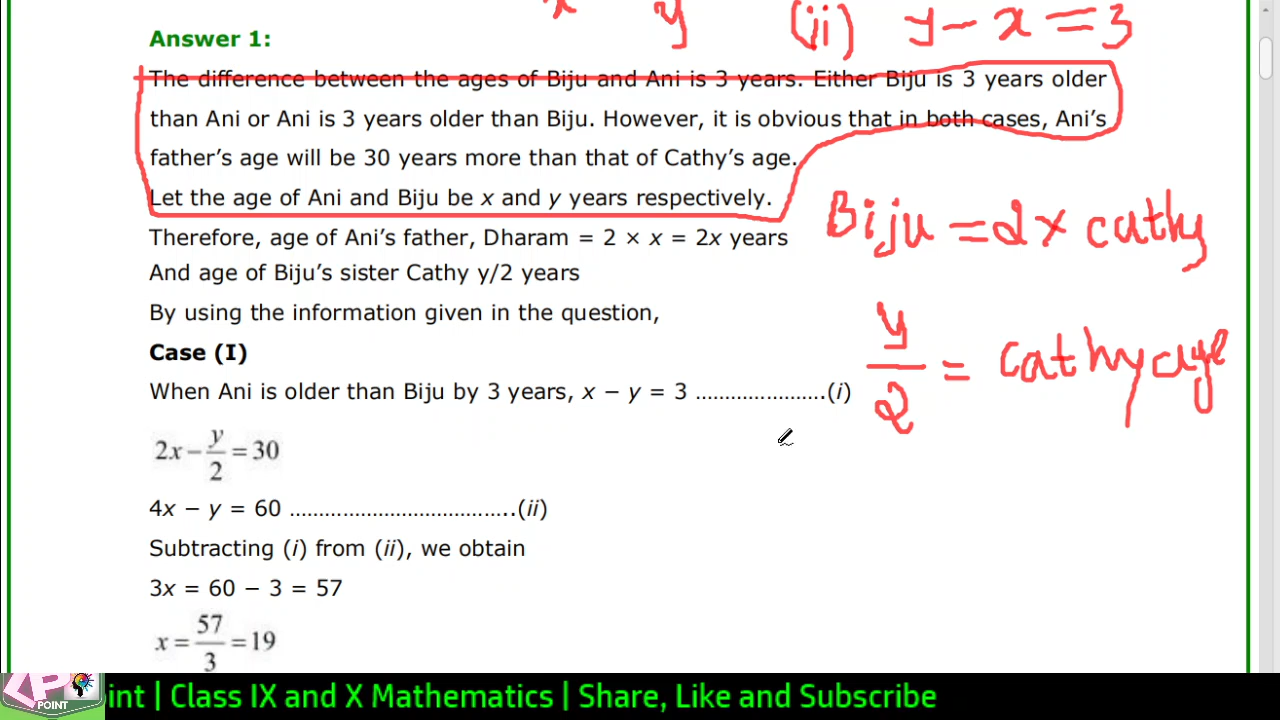 x y (ii) y - x = 3
Answer 1:
The difference between the ages of Biju and Ani is 3 years. Either Biju is 3 years older
than Ani or Ani is 3 years older than Biju. However, it is obvious that in both cases, Ani’s
father’s age will be 30 years more than that of Cathy’s age.
Let the age of Ani and Biju be x and y years respectively.
Biju = 2 x cathy
Therefore, age of Ani’s father, Dharam = 2 × x = 2x years
And age of Biju’s sister Cathy y/2 years
By using the information given in the question,
y/2 = cathy age
Case (I)
When Ani is older than Biju by 3 years, x − y = 3 ......................(i)
2x − y/2 = 30
4x − y = 60 .......................................(ii)
Subtracting (i) from (ii), we obtain
3x = 60 − 3 = 57
x = 57/3 = 19
POINT
int | Class IX and X Mathematics | Share, Like and Subscribe